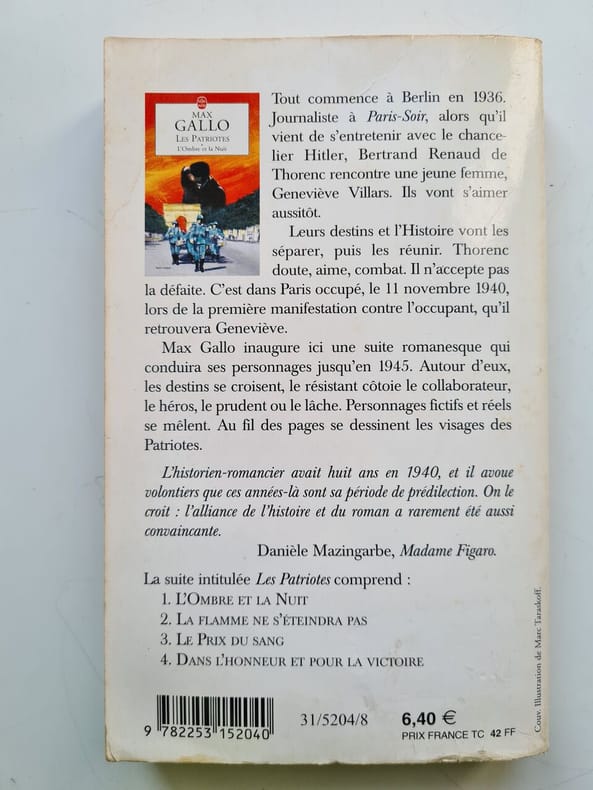 MAX
GALLO
LES PATRIOTES
L'Ombre et la Nuit
Tout commence à Berlin en 1936.
Journaliste à Paris-Soir, alors qu'il
vient de s'entretenir avec le chance-
lier Hitler, Bertrand Renaud de
Thorenc rencontre une jeune femme,
Geneviève Villars. Ils vont s'aimer
aussitôt.
Leurs destins et l'Histoire vont les
séparer, puis les réunir. Thorenc
doute, aime, combat. Il n'accepte pas
la défaite. C'est dans Paris occupé, le 11 novembre 1940,
lors de la première manifestation contre l'occupant, qu'il
retrouvera Geneviève.
Max Gallo inaugure ici une suite romanesque qui
conduira ses personnages jusqu'en 1945. Autour d'eux,
les destins se croisent, le résistant côtoie le collaborateur,
le héros, le prudent ou le lâche. Personnages fictifs et réels
se mêlent. Au fil des pages se dessinent les visages des
Patriotes.
L'historien-romancier avait huit ans en 1940, et il avoue
volontiers que ces années-là sont sa période de prédilection. On le
croit : l'alliance de l'histoire et du roman a rarement été aussi
convaincante.
Danièle Mazingarbe, Madame Figaro.
La suite intitulée Les Patriotes comprend :
1. L'OMBRE ET LA NUIT
2. LA FLAMME NE S'ÉTEINDRA PAS
3. LE PRIX DU SANG
4. DANS L'HONNEUR ET POUR LA VICTOIRE
9 782253 152040
31/5204/8
6,40 €
PRIX FRANCE TC 42 FF
Couv. Illustration de Marc Taraskoff.